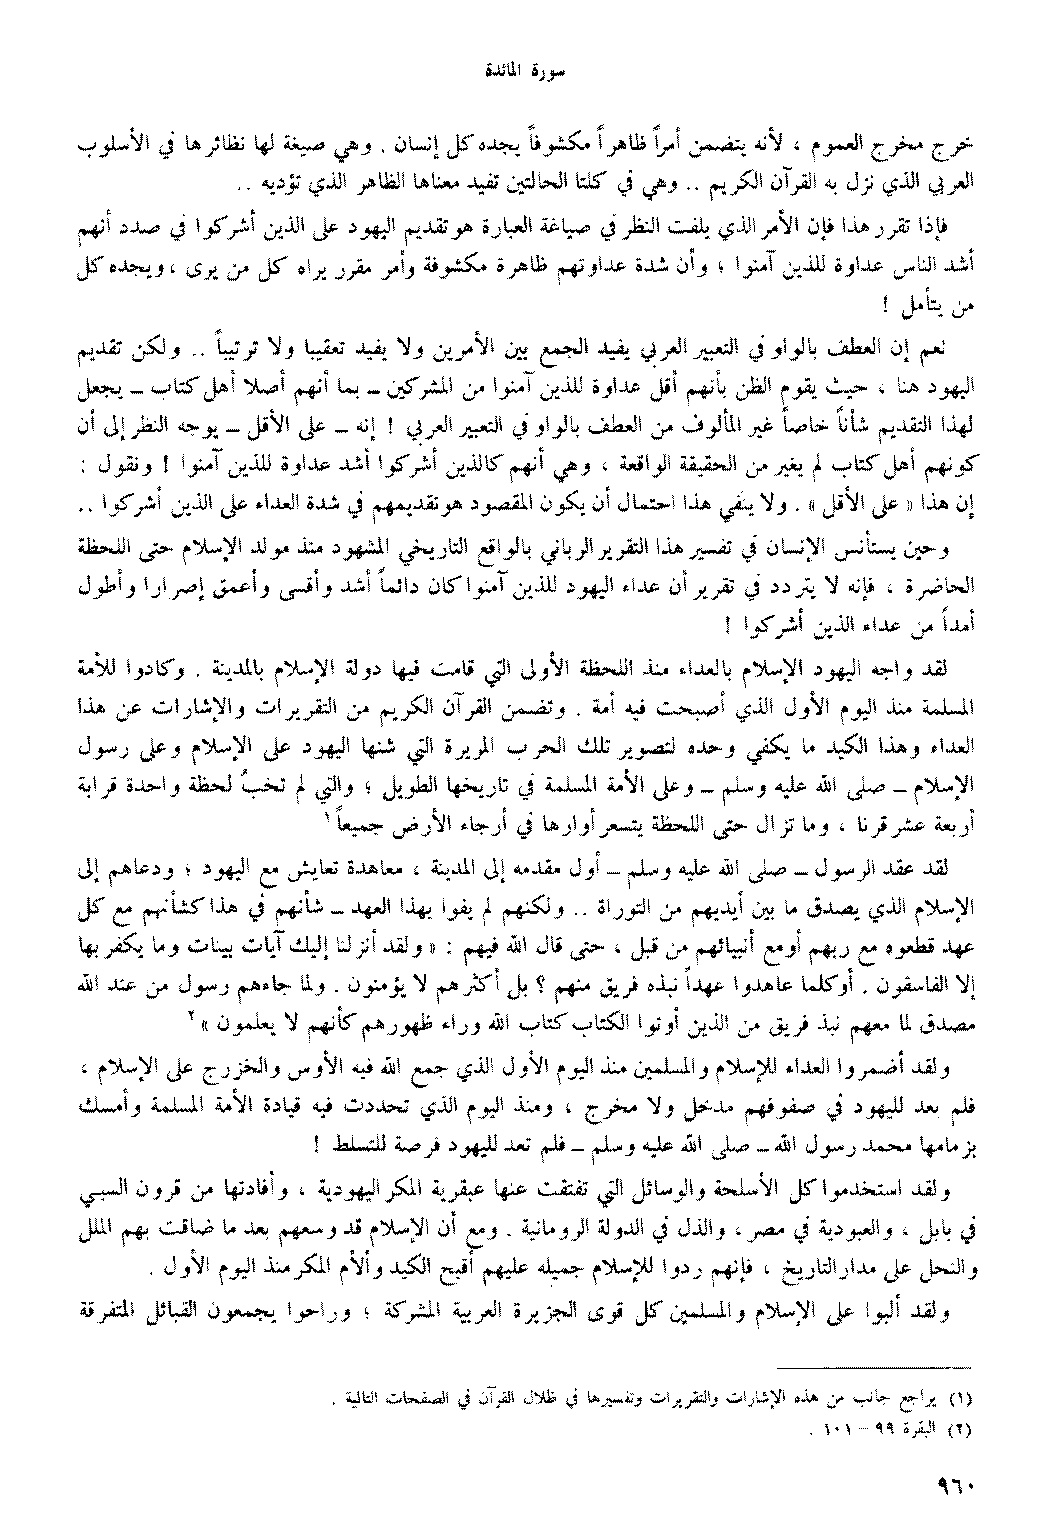 سورة المائدة
خرج مخرج العموم ، لأنه يتضمن أمراً ظاهراً مكشوفاً يجده كل إنسان . وهي صيغة لها نظائرها في الأسلوب
العربي الذي نزل به القرآن الكريم .. وهي في كلتا الحالتين تفيد معناها الظاهر الذي تؤديه ..
فإذا تقرر هذا فإن الأمر الذي يلفت النظر في صياغة العبارة هو تقديم اليهود على الذين أشركوا في صدد أنهم
أشد الناس عداوة للذين آمنوا ؛ وأن شدة عداوتهم ظاهرة مكشوفة وأمر مقرر يراه كل من يرى ، ويجده كل
من يتأمل !
نعم إن العطف بالواو في التعبير العربي يفيد الجمع بين الأمرين ولا يفيد تعقيبا ولا ترتيباً .. ولكن تقديم
اليهود هنا ، حيث يقوم الظن بأنهم أقل عداوة للذين آمنوا من المشركين – بما أنهم أصلا أهل كتاب – يجعل
لهذا التقديم شأناً خاصاً غير المألوف من العطف بالواو في التعبير العربي ! إنه – على الأقل – يوجه النظر إلى أن
كونهم أهل كتاب لم يغير من الحقيقة الواقعة ، وهي أنهم كالذين أشركوا أشد عداوة للذين آمنوا ! ونقول :
إن هذا « على الأقل » . ولا ينفي هذا احتمال أن يكون المقصود هو تقديمهم في شدة العداء على الذين أشركوا ..
وحين يستأنس الإنسان في تفسير هذا التقرير الرباني بالواقع التاريخي المشهود منذ مولد الإسلام حتى اللحظة
الحاضرة ، فإنه لا يتردد في تقرير أن عداء اليهود للذين آمنوا كان دائماً أشد وأقسى وأعمق إصرارا وأطول
أمداً من عداء الذين أشركوا !
لقد واجه اليهود الإسلام بالعداء منذ اللحظة الأولى التي قامت فيها دولة الإسلام بالمدينة . وكادوا للأمة
المسلمة منذ اليوم الأول الذي أصبحت فيه أمة . وتضمن القرآن الكريم من التقريرات والإشارات عن هذا
العداء وهذا الكيد ما يكفي وحده لتصوير تلك الحرب المريرة التي شنها اليهود على الإسلام وعلى رسول
الإسلام – صلى الله عليه وسلم – وعلى الأمة المسلمة في تاريخها الطويل ؛ والتي لم تخبُ لحظة واحدة قرابة
أربعة عشر قرنا ، وما تزال حتى اللحظة يتسعر أوارها في أرجاء الأرض جميعاً ١
لقد عقد الرسول – صلى الله عليه وسلم – أول مقدمه إلى المدينة ، معاهدة تعايش مع اليهود ؛ ودعاهم إلى
الإسلام الذي يصدق ما بين أيديهم من التوراة .. ولكنهم لم يفوا بهذا العهد – شأنهم في هذا كشأنهم مع كل
عهد قطعوه مع ربهم أو مع أنبيائهم من قبل ، حتى قال الله فيهم : « ولقد أنزلنا إليك آيات بينات وما يكفر بها
إلا الفاسقون . أوكلما عاهدوا عهداً نبذه فريق منهم ؟ بل أكثرهم لا يؤمنون . ولما جاءهم رسول من عند الله
مصدق لما معهم نبذ فريق من الذين أوتوا الكتاب كتاب الله وراء ظهورهم كأنهم لا يعلمون » ٢
ولقد أضمروا العداء للإسلام والمسلمين منذ اليوم الأول الذي جمع الله فيه الأوس والخزرج على الإسلام ،
فلم بعد لليهود في صفوفهم مدخل ولا مخرج ، ومنذ اليوم الذي تحددت فيه قيادة الأمة المسلمة وأمسك
بزمامها محمد رسول الله – صلى الله عليه وسلم – فلم تعد لليهود فرصة للتسلط !
ولقد استخدموا كل الأسلحة والوسائل التي تفتقت عنها عبقرية المكر اليهودية ، وأفادتها من قرون السبي
في بابل ، والعبودية في مصر ، والذل في الدولة الرومانية . ومع أن الإسلام قد وسعهم بعد ما ضاقت بهم الملل
والنحل على مدار التاريخ ، فإنهم ردوا للإسلام جميله عليهم أقبح الكيد وألأم المكر منذ اليوم الأول .
ولقد ألبوا على الإسلام والمسلمين كل قوى الجزيرة العربية المشركة ؛ وراحوا يجمعون القبائل المتفرقة
(١) يراجع جانب من هذه الإشارات والتقريرات وتفسيرها في ظلال القرآن في الصفحات التالية .
(٢) البقرة ٩٩ – ١٠١ .
٩٦٠